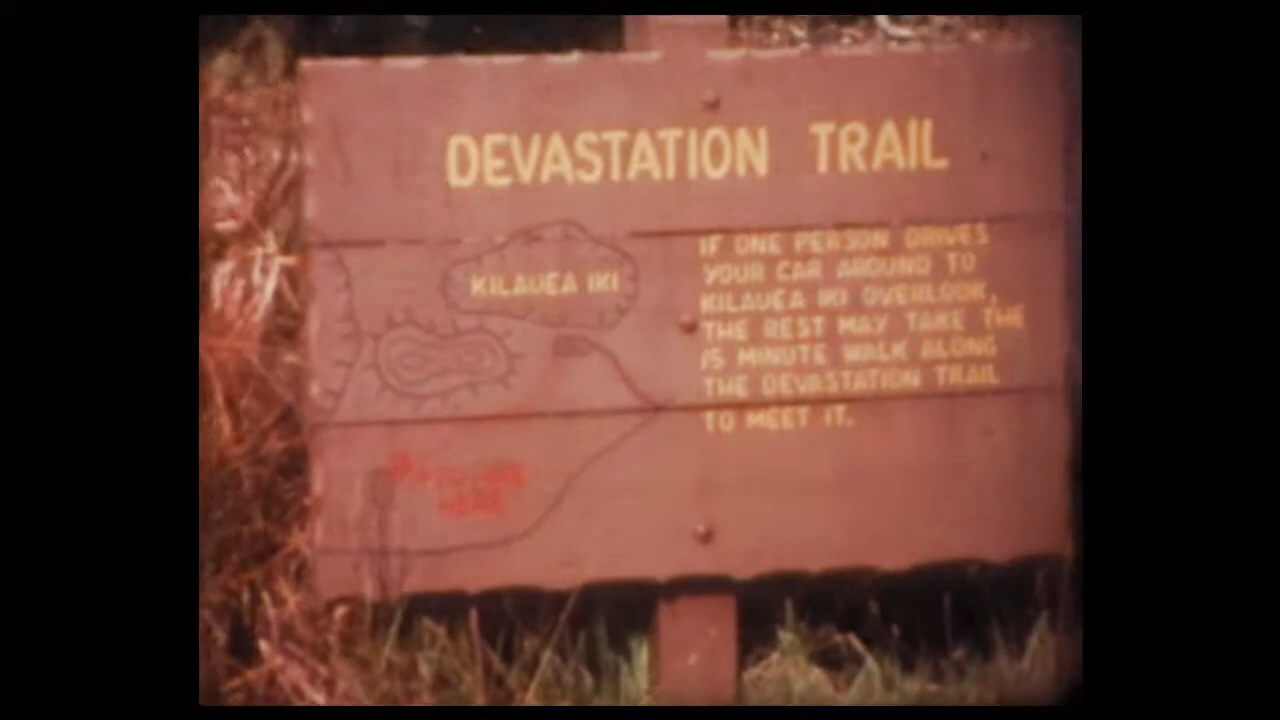 DEVASTATION TRAIL
KILAUEA IKI
IF ONE PERSON DRIVES
YOUR CAR AROUND TO
KILAUEA IKI OVERLOOK,
THE REST MAY TAKE THE
15 MINUTE WALK ALONG
THE DEVASTATION TRAIL
TO MEET IT.